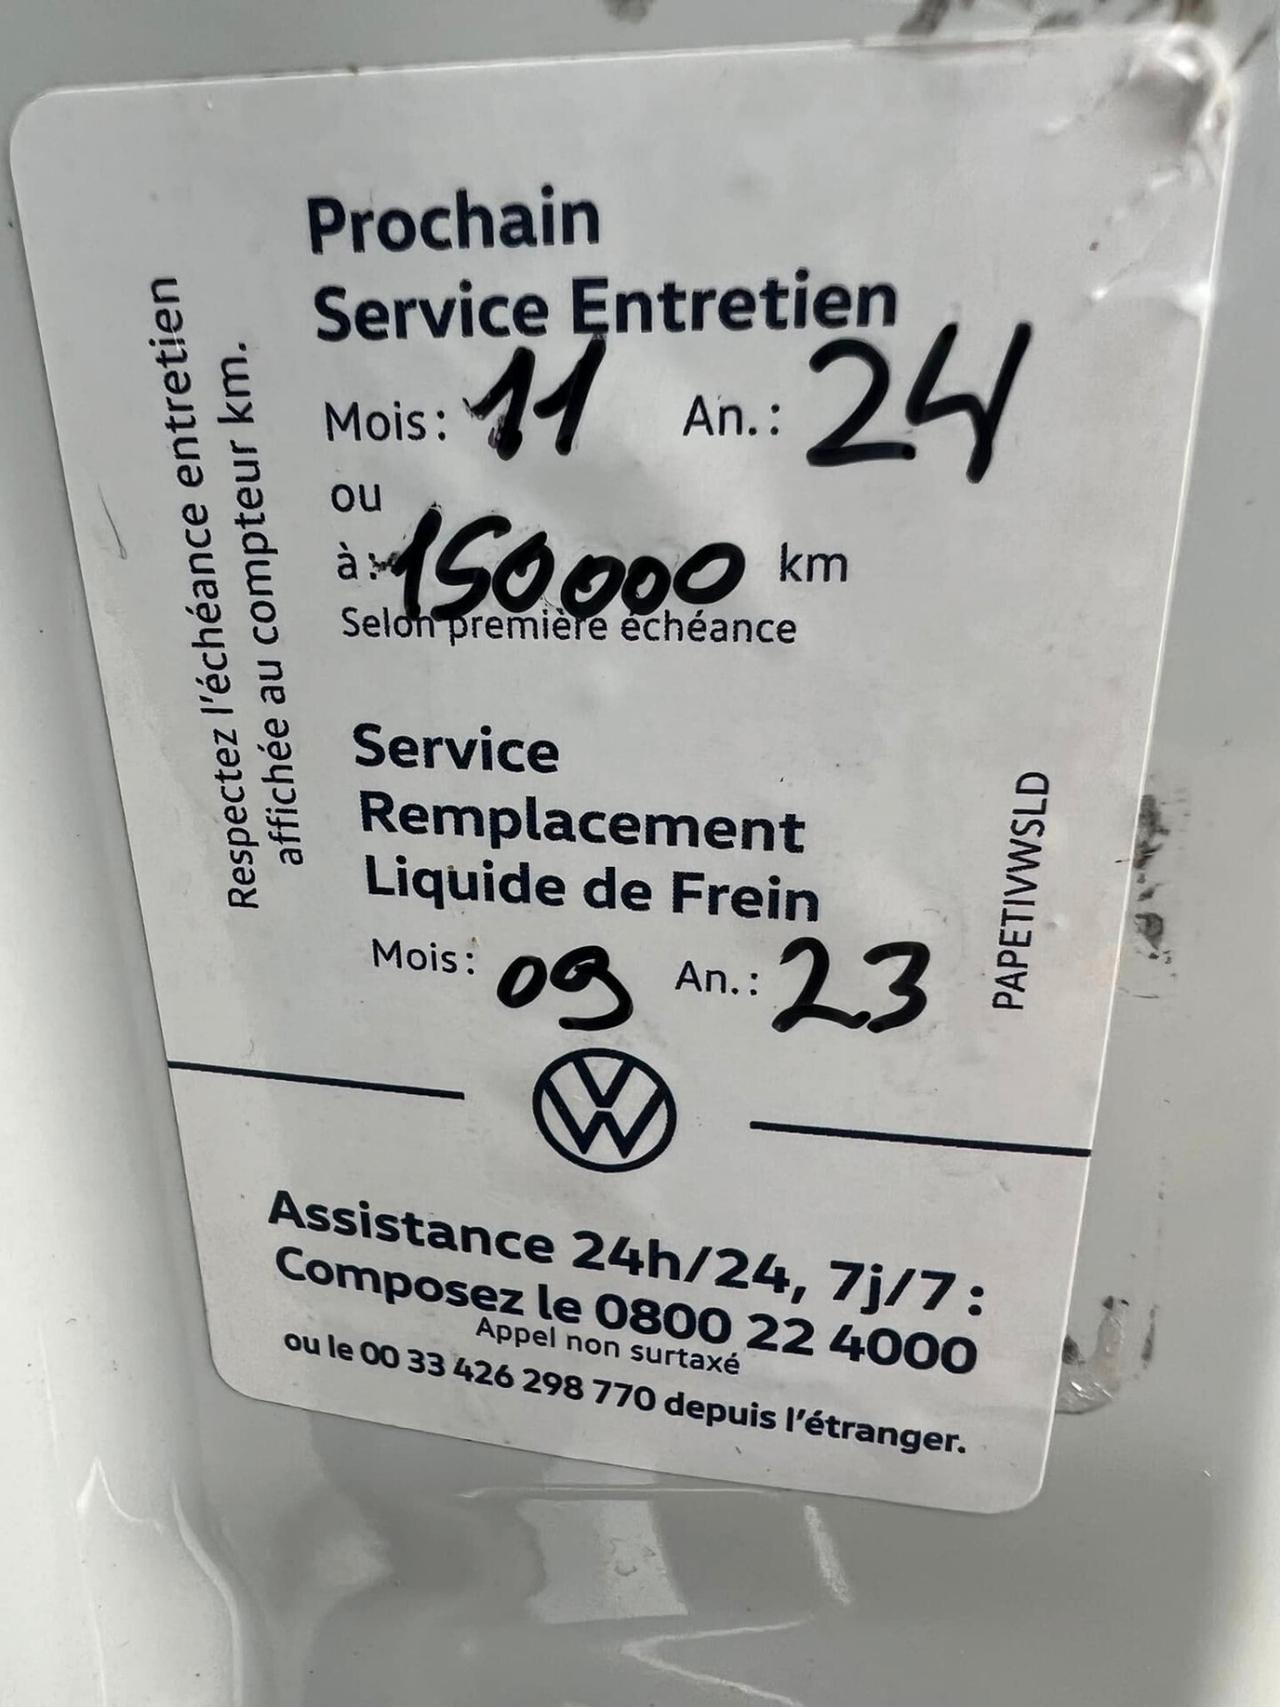 Prochain
Service Entretien
Mois: 11 An.: 24
ou
à: 150000 km
Selon première échéance
Respectez l'échéance entretien
affichée au compteur km.
Service
Remplacement
Liquide de Frein
Mois: 09 An.: 23
PAPETIVWSLD
Assistance 24h/24, 7j/7:
Composez le 0800 22 4000
Appel non surtaxé
ou le 00 33 426 298 770 depuis l'étranger.